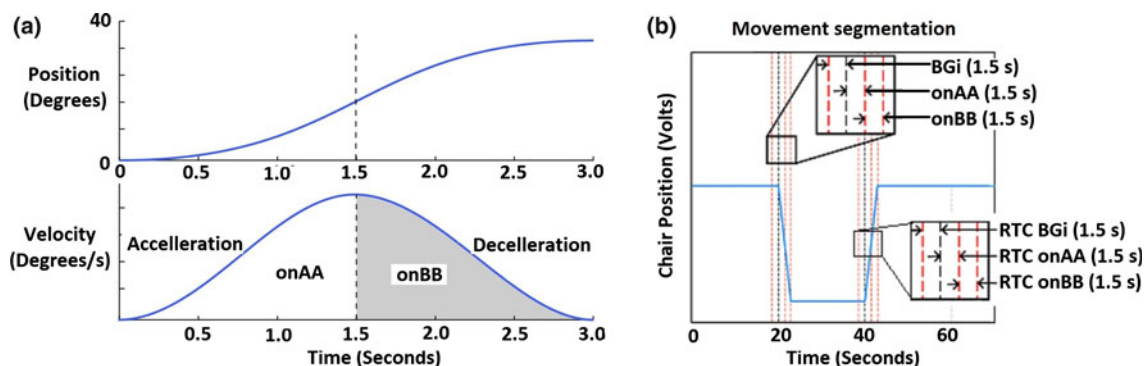 (a)
40
Position
(Degrees)
0
0 0.5 1.0 1.5 2.0 2.5 3.0
Velocity
(Degrees/s)
Accelleration
Decelleration
onAA
onBB
0 0.5 1.0 1.5 2.0 2.5 3.0
Time (Seconds)
(b)
Movement segmentation
BGi (1.5 s)
onAA (1.5 s)
onBB (1.5 s)
Chair Position (Volts)
RTC BGi (1.5 s)
RTC onAA (1.5 s)
RTC onBB (1.5 s)
0 20 40 60
Time (Seconds)